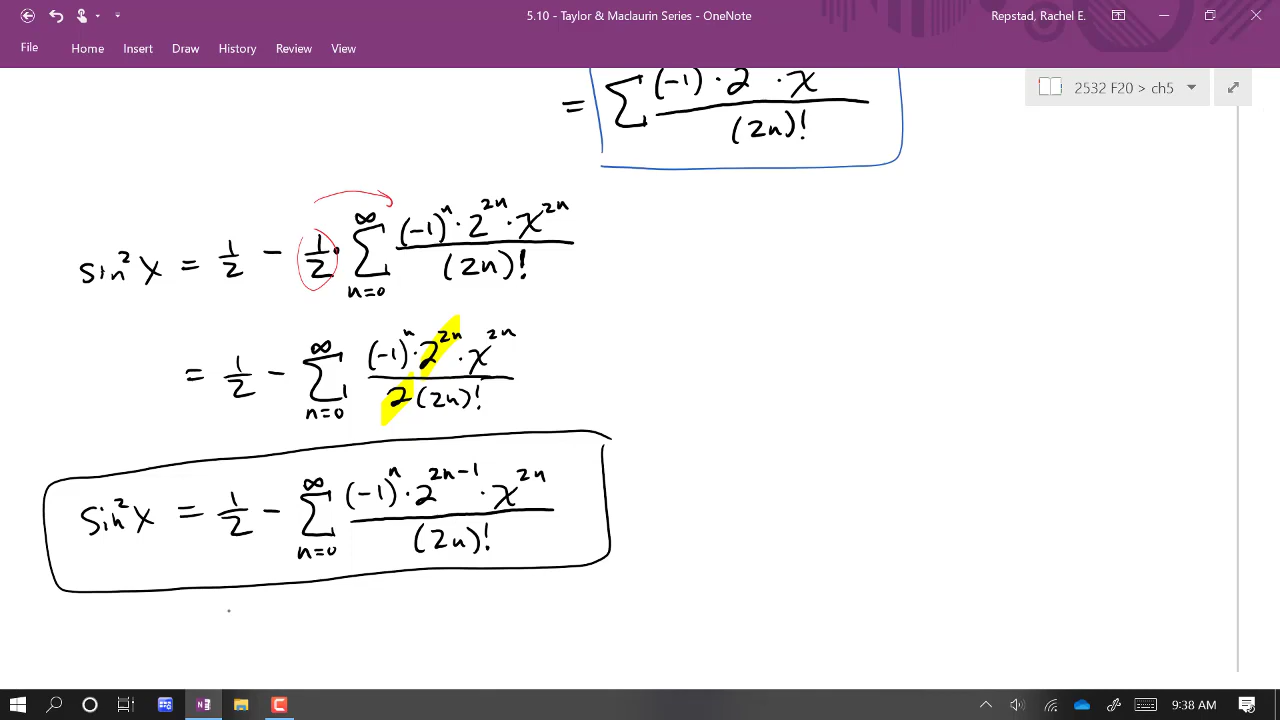 5.10 - Taylor & Maclaurin Series - OneNote
Repstad, Rachel E.
File Home Insert Draw History Review View
2532 F20 > ch5
= ∑ (-1) · 2 · x / (2n)!
sin²x = 1/2 - 1/2 · ∑_{n=0}^{∞} (-1)^n · 2^{2n} · x^{2n} / (2n)!
= 1/2 - ∑_{n=0}^{∞} (-1)^n · 2^{2n} · x^{2n} / 2(2n)!
sin²x = 1/2 - ∑_{n=0}^{∞} (-1)^n · 2^{2n-1} · x^{2n} / (2n)!
9:38 AM